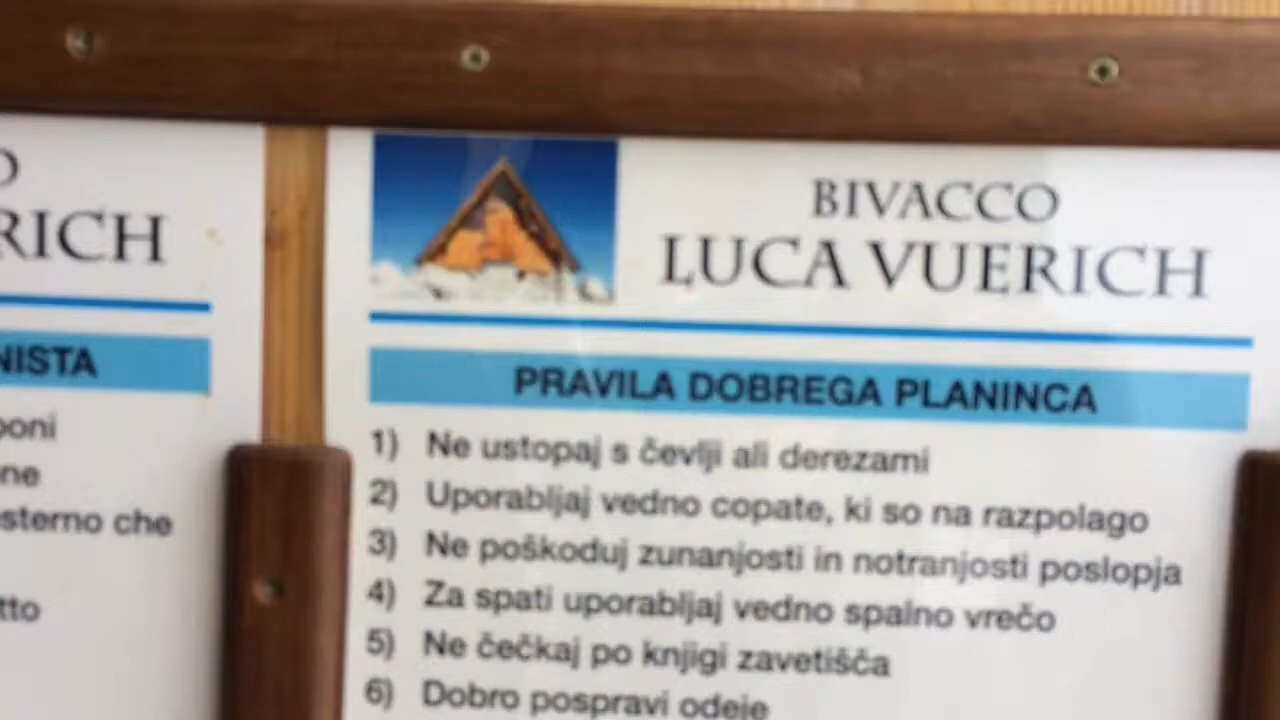 RICH
NISTA
poni
ne
sterno che
tto
BIVACCO
LUCA VUERICH
PRAVILA DOBREGA PLANINCA
1) Ne ustopaj s čevlji ali derezami
2) Uporabljaj vedno copate, ki so na razpolago
3) Ne poškoduj zunanjosti in notranjosti poslopja
4) Za spati uporabljaj vedno spalno vrečo
5) Ne čečkaj po knjigi zavetišča
6) Dobro pospravi odeje